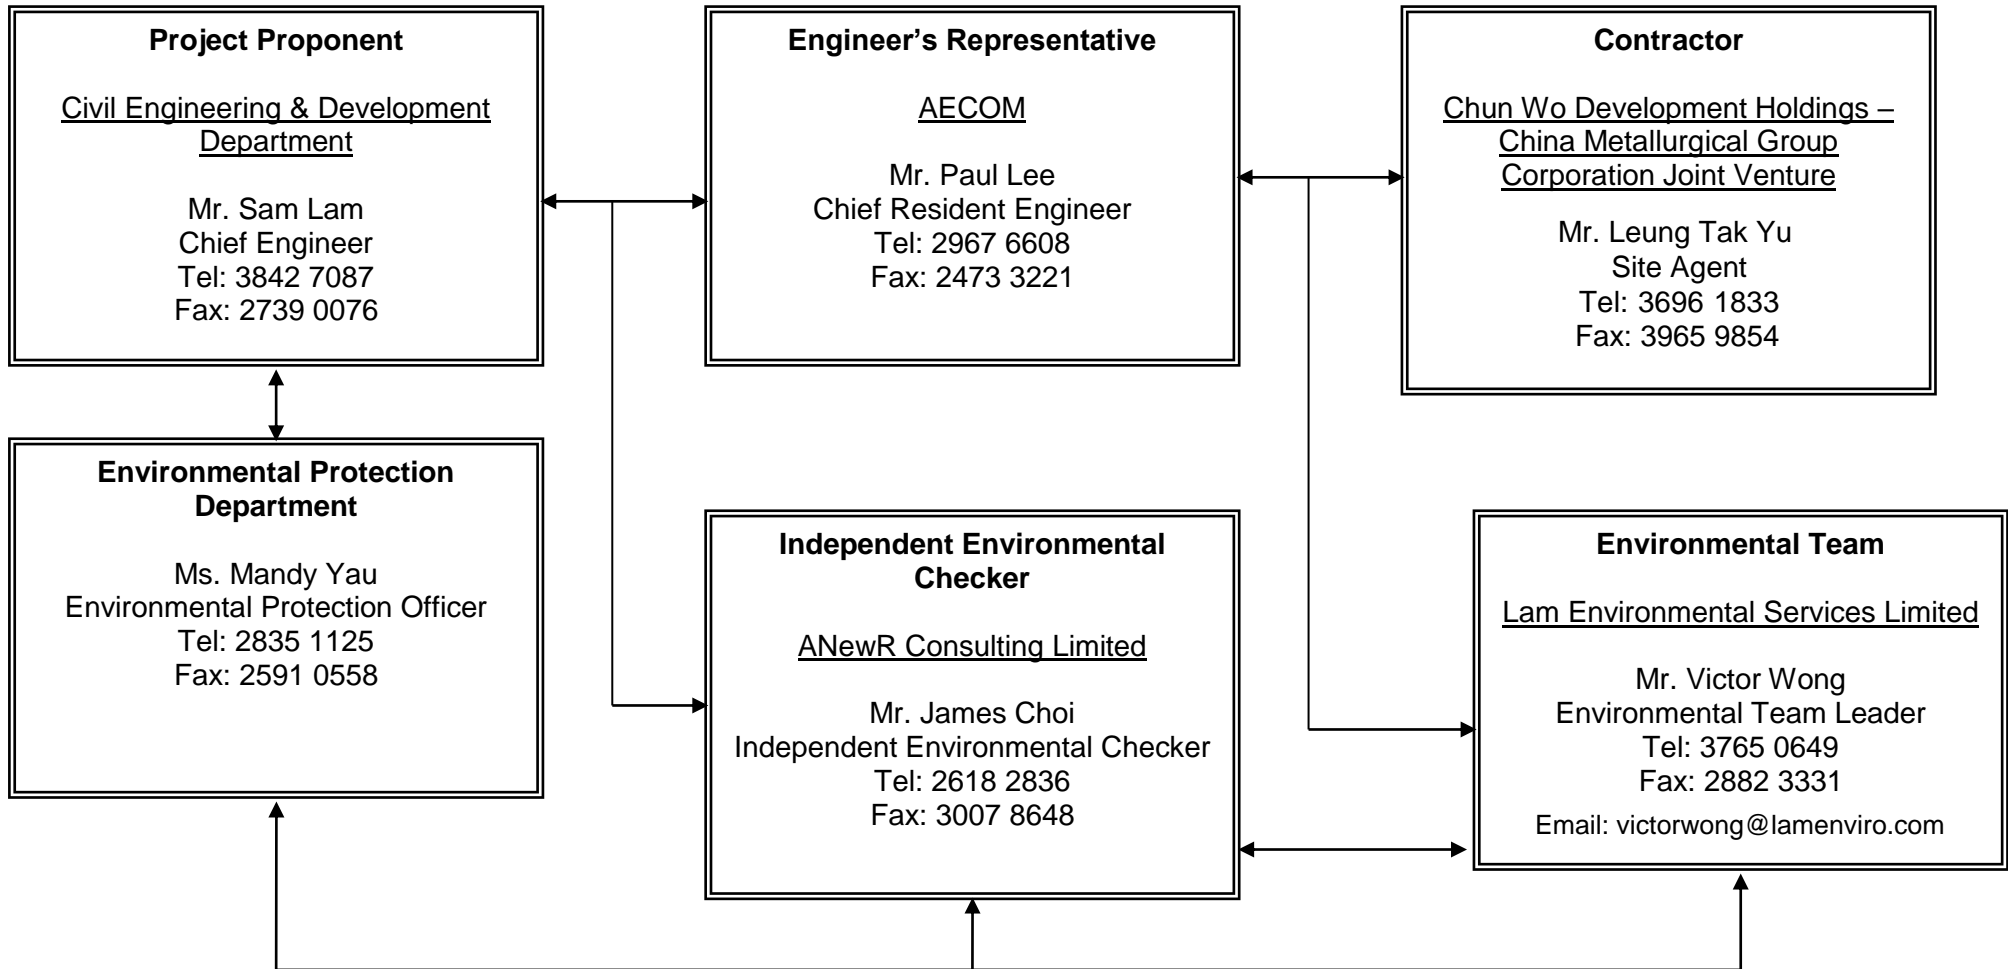 Project Proponent
Civil Engineering & Development
Department
Mr. Sam Lam
Chief Engineer
Tel: 3842 7087
Fax: 2739 0076
Engineer’s Representative
AECOM
Mr. Paul Lee
Chief Resident Engineer
Tel: 2967 6608
Fax: 2473 3221
Contractor
Chun Wo Development Holdings –
China Metallurgical Group
Corporation Joint Venture
Mr. Leung Tak Yu
Site Agent
Tel: 3696 1833
Fax: 3965 9854
Environmental Protection
Department
Ms. Mandy Yau
Environmental Protection Officer
Tel: 2835 1125
Fax: 2591 0558
Independent Environmental
Checker
ANewR Consulting Limited
Mr. James Choi
Independent Environmental Checker
Tel: 2618 2836
Fax: 3007 8648
Environmental Team
Lam Environmental Services Limited
Mr. Victor Wong
Environmental Team Leader
Tel: 3765 0649
Fax: 2882 3331
Email: victorwong@lamenviro.com